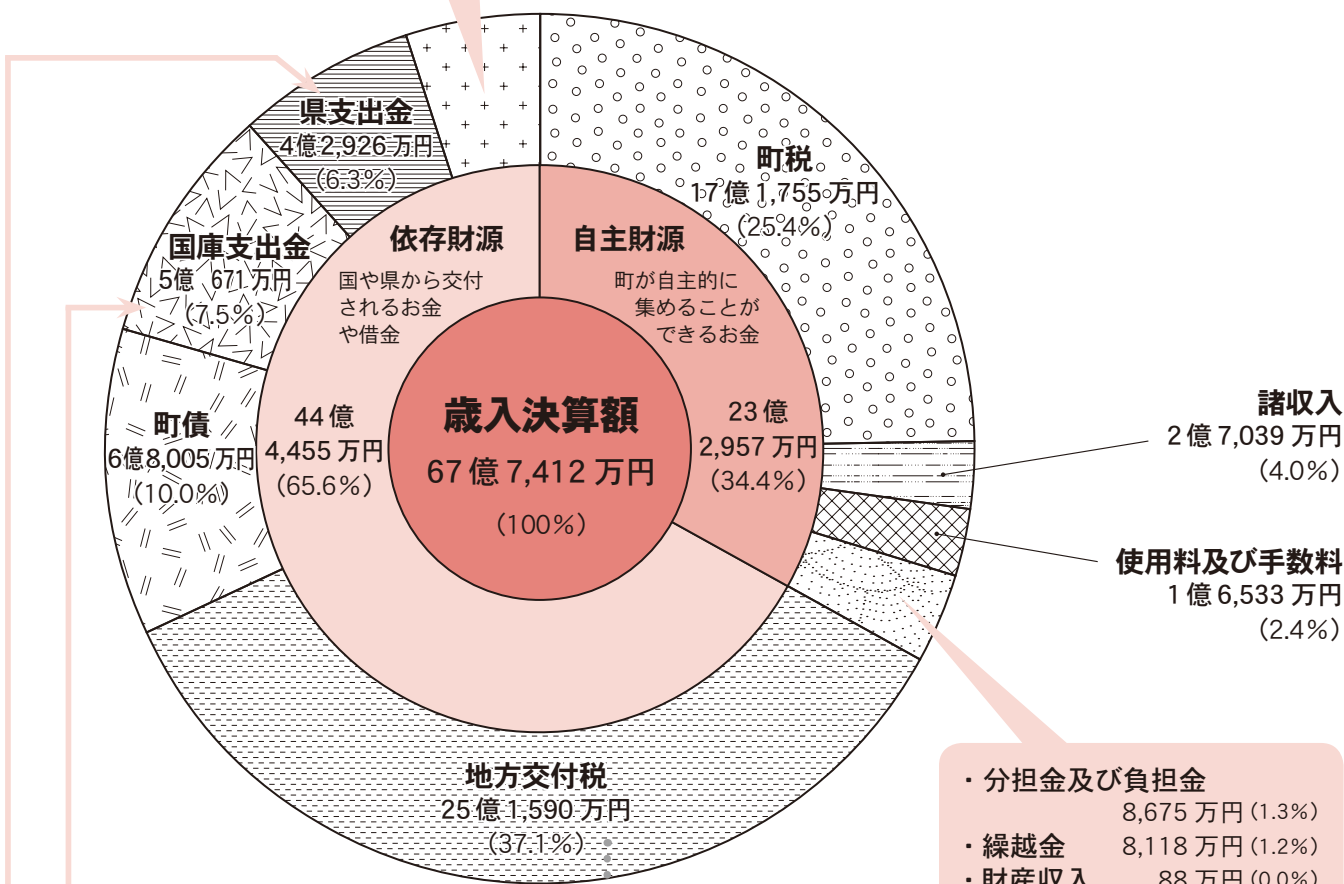 県支出金
4億2,926万円
(6.3%)
町税
17億1,755万円
(25.4%)
国庫支出金
5億 671万円
(7.5%)
依存財源
国や県から交付
されるお金
や借金
自主財源
町が自主的に
集めることが
できるお金
町債
6億8,005万円
(10.0%)
44億
4,455万円
(65.6%)
歳入決算額
67億7,412万円
(100%)
23億
2,957万円
(34.4%)
諸収入
2億7,039万円
(4.0%)
使用料及び手数料
1億6,533万円
(2.4%)
地方交付税
25億1,590万円
(37.1%)
・分担金及び負担金
8,675万円(1.3%)
・繰越金 8,118万円(1.2%)
・財産収入 88万円(0.0%)